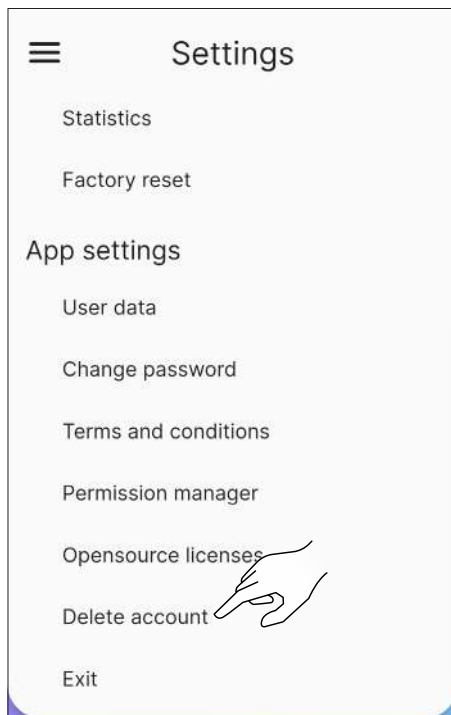 Settings
Statistics
Factory reset
App settings
User data
Change password
Terms and conditions
Permission manager
Opensource licenses
Delete account
Exit